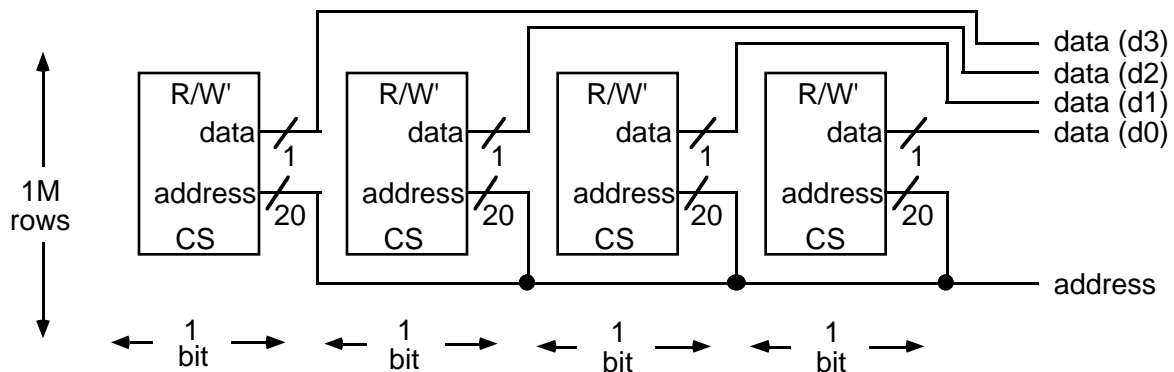 data (d3)
data (d2)
data (d1)
data (d0)
R/W' R/W' R/W' R/W'
data data data data
1 1 1 1
address address address address
20 20 20 20
CS CS CS CS
1M
rows
address
1 1 1 1
bit bit bit bit